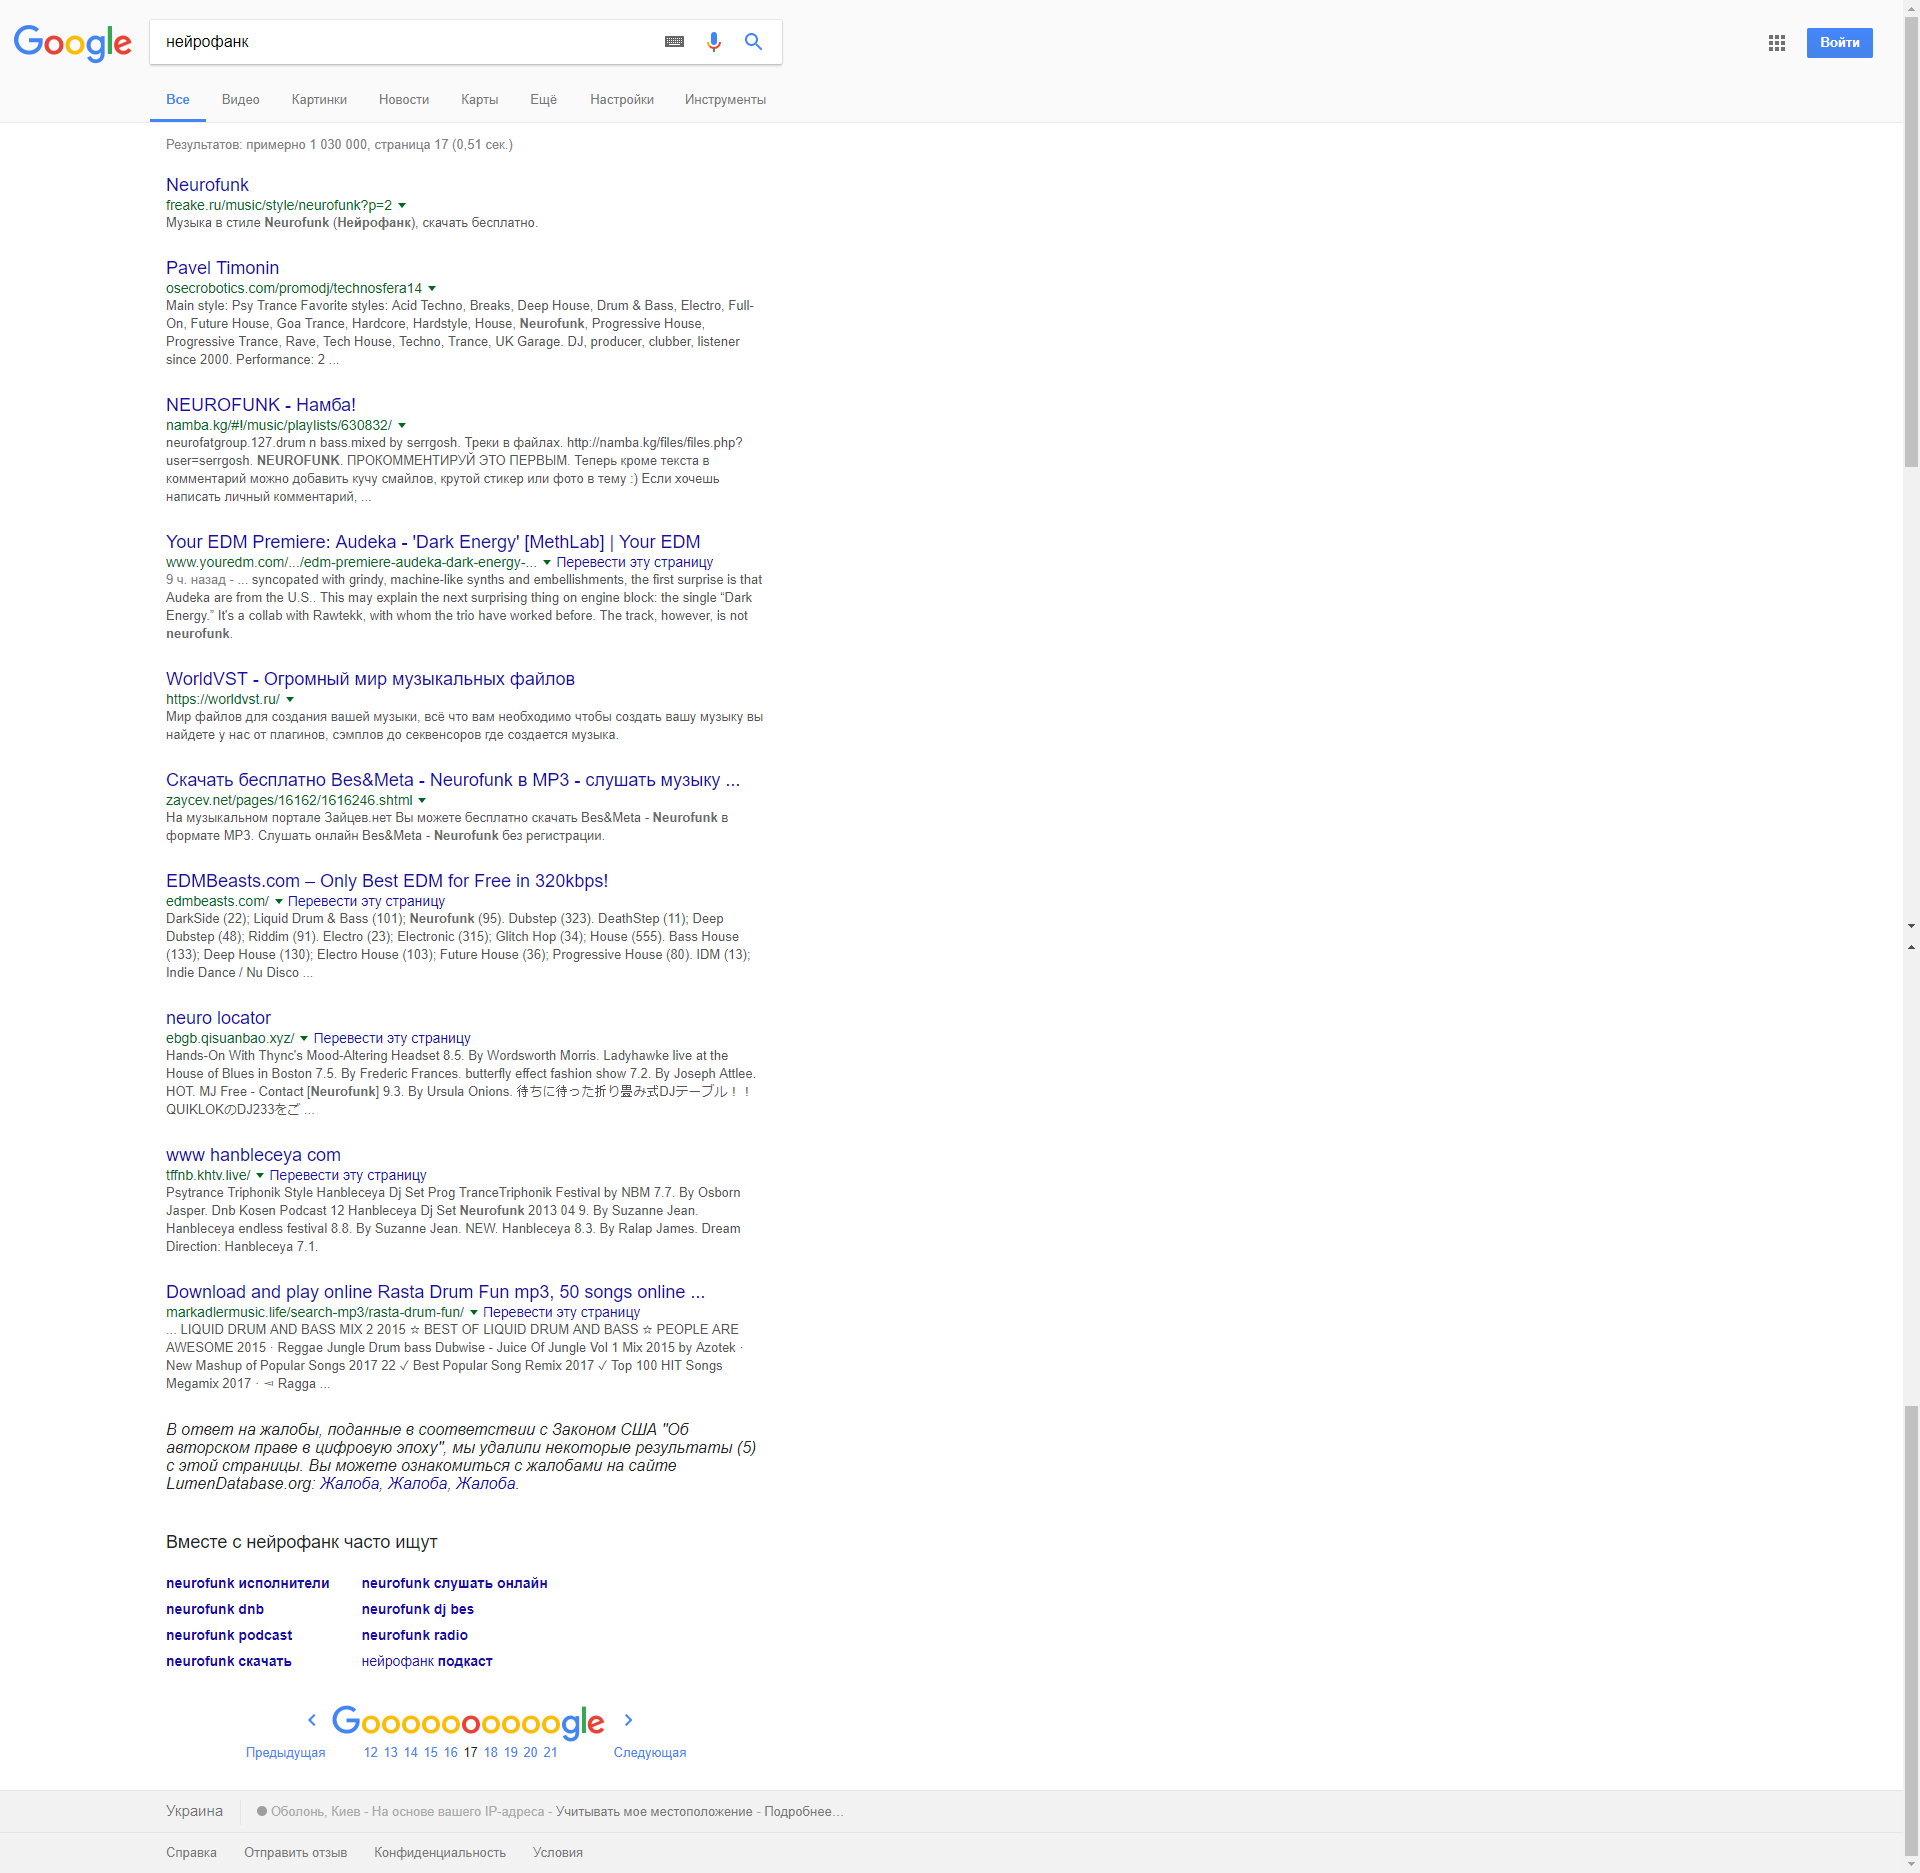 Google
нейрофанк
Войти
Все Видео Картинки Новости Карты Ещё Настройки Инструменты
Результатов: примерно 1 030 000, страница 17 (0,51 сек.)
Neurofunk
freake.ru/music/style/neurofunk?p=2
Музыка в стиле Neurofunk (Нейрофанк), скачать бесплатно.
Pavel Timonin
osecrobotics.com/promodj/technosfera14
Main style: Psy Trance Favorite styles: Acid Techno, Breaks, Deep House, Drum & Bass, Electro, Full-
On, Future House, Goa Trance, Hardcore, Hardstyle, House, Neurofunk, Progressive House,
Progressive Trance, Rave, Tech House, Techno, Trance, UK Garage. DJ, producer, clubber, listener
since 2000. Performance: 2 ...
NEUROFUNK - Намба!
namba.kg/#!/music/playlists/630832/
neurofatgroup.127.drum n bass.mixed by serrgosh. Треки в файлах. http://namba.kg/files/files.php?
user=serrgosh. NEUROFUNK. ПРОКОММЕНТИРУЙ ЭТО ПЕРВЫМ. Теперь кроме текста в
комментарий можно добавить кучу смайлов, крутой стикер или фото в тему :) Если хочешь
написать личный комментарий, ...
Your EDM Premiere: Audeka - 'Dark Energy' [MethLab] | Your EDM
www.youredm.com/.../edm-premiere-audeka-dark-energy-... Перевести эту страницу
9 ч. назад - ... syncopated with grindy, machine-like synths and embellishments, the first surprise is that
Audeka are from the U.S.. This may explain the next surprising thing on engine block: the single “Dark
Energy.” It's a collab with Rawtekk, with whom the trio have worked before. The track, however, is not
neurofunk.
WorldVST - Огромный мир музыкальных файлов
https://worldvst.ru/
Мир файлов для создания вашей музыки, всё что вам необходимо чтобы создать вашу музыку вы
найдете у нас от плагинов, сэмплов до секвенсоров где создается музыка.
Скачать бесплатно Bes&Meta - Neurofunk в MP3 - слушать музыку ...
zaycev.net/pages/16162/1616246.shtml
На музыкальном портале Зайцев.нет Вы можете бесплатно скачать Bes&Meta - Neurofunk в
формате MP3. Слушать онлайн Bes&Meta - Neurofunk без регистрации.
EDMBeasts.com – Only Best EDM for Free in 320kbps!
edmbeasts.com/ Перевести эту страницу
DarkSide (22); Liquid Drum & Bass (101); Neurofunk (95). Dubstep (323). DeathStep (11); Deep
Dubstep (48); Riddim (91). Electro (23); Electronic (315); Glitch Hop (34); House (555). Bass House
(133); Deep House (130); Electro House (103); Future House (36); Progressive House (80). IDM (13);
Indie Dance / Nu Disco ...
neuro locator
ebgb.qisuanbao.xyz/ Перевести эту страницу
Hands-On With Thync's Mood-Altering Headset 8.5. By Wordsworth Morris. Ladyhawke live at the
House of Blues in Boston 7.5. By Frederic Frances. butterfly effect fashion show 7.2. By Joseph Attlee.
HOT. MJ Free - Contact [Neurofunk] 9.3. By Ursula Onions. 待ちに待った折り畳み式DJテーブル！！
QUIKLOKのDJ233をご ...
www hanbleceya com
tffnb.khtv.live/ Перевести эту страницу
Psytrance Triphonik Style Hanbleceya Dj Set Prog TranceTriphonik Festival by NBM 7.7. By Osborn
Jasper. Dnb Kosen Podcast 12 Hanbleceya Dj Set Neurofunk 2013 04 9. By Suzanne Jean.
Hanbleceya endless festival 8.8. By Suzanne Jean. NEW. Hanbleceya 8.3. By Ralap James. Dream
Direction: Hanbleceya 7.1.
Download and play online Rasta Drum Fun mp3, 50 songs online ...
markadlermusic.life/search-mp3/rasta-drum-fun/ Перевести эту страницу
... LIQUID DRUM AND BASS MIX 2 2015 ☆ BEST OF LIQUID DRUM AND BASS ☆ PEOPLE ARE
AWESOME 2015 · Reggae Jungle Drum bass Dubwise - Juice Of Jungle Vol 1 Mix 2015 by Azotek ·
New Mashup of Popular Songs 2017 22 ✓ Best Popular Song Remix 2017 ✓ Top 100 HIT Songs
Megamix 2017 · ⊲ Ragga ...
В ответ на жалобы, поданные в соответствии с Законом США "Об
авторском праве в цифровую эпоху", мы удалили некоторые результаты (5)
с этой страницы. Вы можете ознакомиться с жалобами на сайте
LumenDatabase.org: Жалоба, Жалоба, Жалоба.
Вместе с нейрофанк часто ищут
neurofunk исполнители neurofunk слушать онлайн
neurofunk dnb neurofunk dj bes
neurofunk podcast neurofunk radio
neurofunk скачать нейрофанк подкаст
Goooooooooogle
Предыдущая 12 13 14 15 16 17 18 19 20 21 Следующая
Украина Оболонь, Киев - На основе вашего IP-адреса - Учитывать мое местоположение - Подробнее…
Справка Отправить отзыв Конфиденциальность Условия